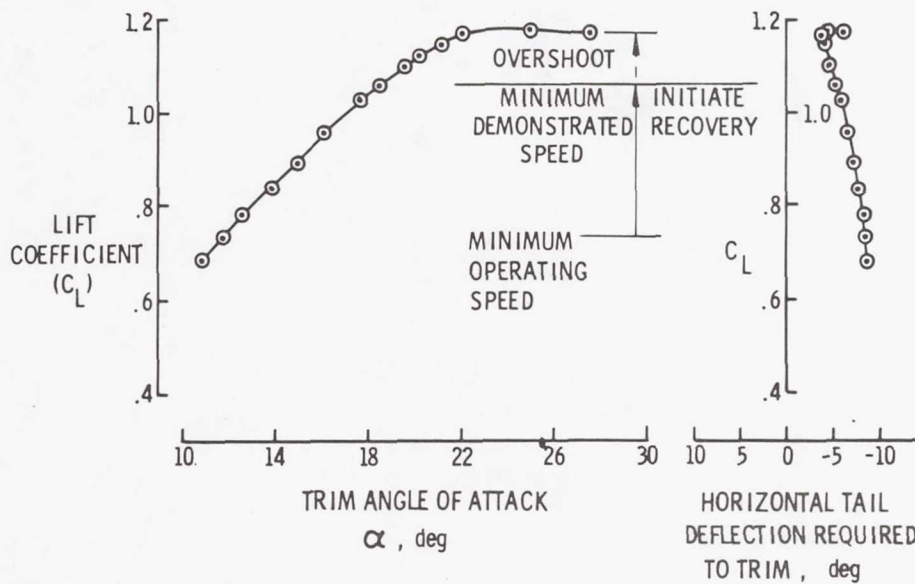 1.2
1.0
.8
.6
.4
LIFT
COEFFICIENT
(C_L)
10.
14
18
22
26
30
TRIM ANGLE OF ATTACK
α , deg
OVERSHOOT
MINIMUM
DEMONSTRATED
SPEED
INITIATE
RECOVERY
MINIMUM
OPERATING
SPEED
1.2
1.0
.8
C_L
.6
.4
10
5
0
-5
-10
HORIZONTAL TAIL
DEFLECTION REQUIRED
TO TRIM , deg